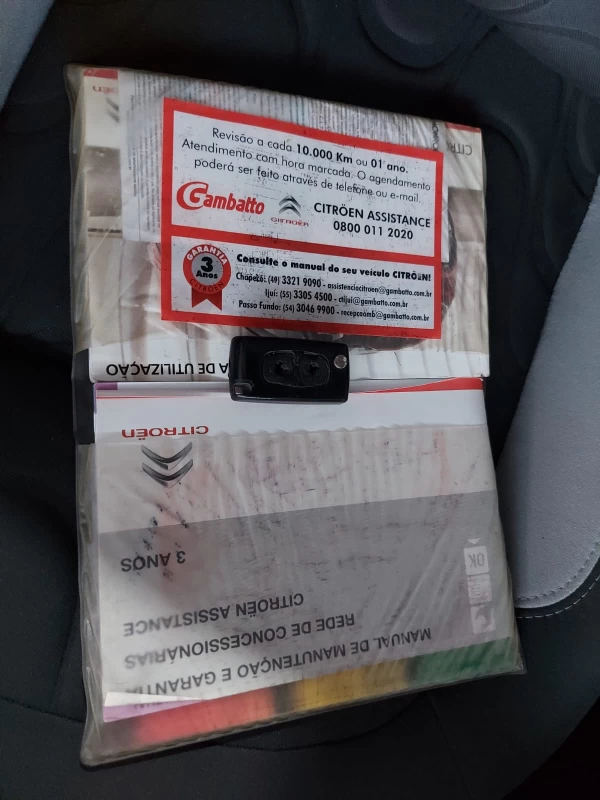 Revisão a cada 10.000 Km ou 01 ano.
Atendimento com hora marcada. O agendamento
poderá ser feito através de telefone ou e-mail.
Gambatto
CITROËN
CITRÖEN ASSISTANCE
0800 011 2020
GARANTIA
3
Anos
CITROËN
Consulte o manual do seu veículo CITROËN!
Chapecó: (49) 3321 9090 - assistenciacitroen@gambatto.com.br
Ijuí: (55) 3305 4500 - ctijui@gambatto.com.br
Passo Fundo: (54) 3046 9900 - recepcaomb@gambatto.com.br
A DE UTILIZAÇÃO
CITROËN
3 ANOS
CITROËN ASSISTANCE
REDE DE CONCESSIONÁRIAS
MANUAL DE MANUTENÇÃO E GARANTIA
OK